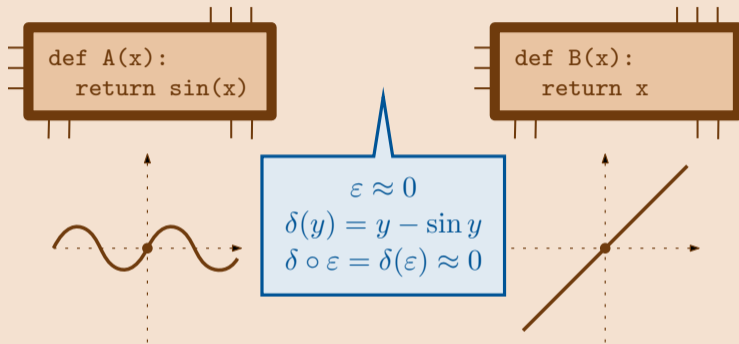 def A(x):
  return sin(x)
def B(x):
  return x
ε ≈ 0
δ(y) = y − sin y
δ ∘ ε = δ(ε) ≈ 0